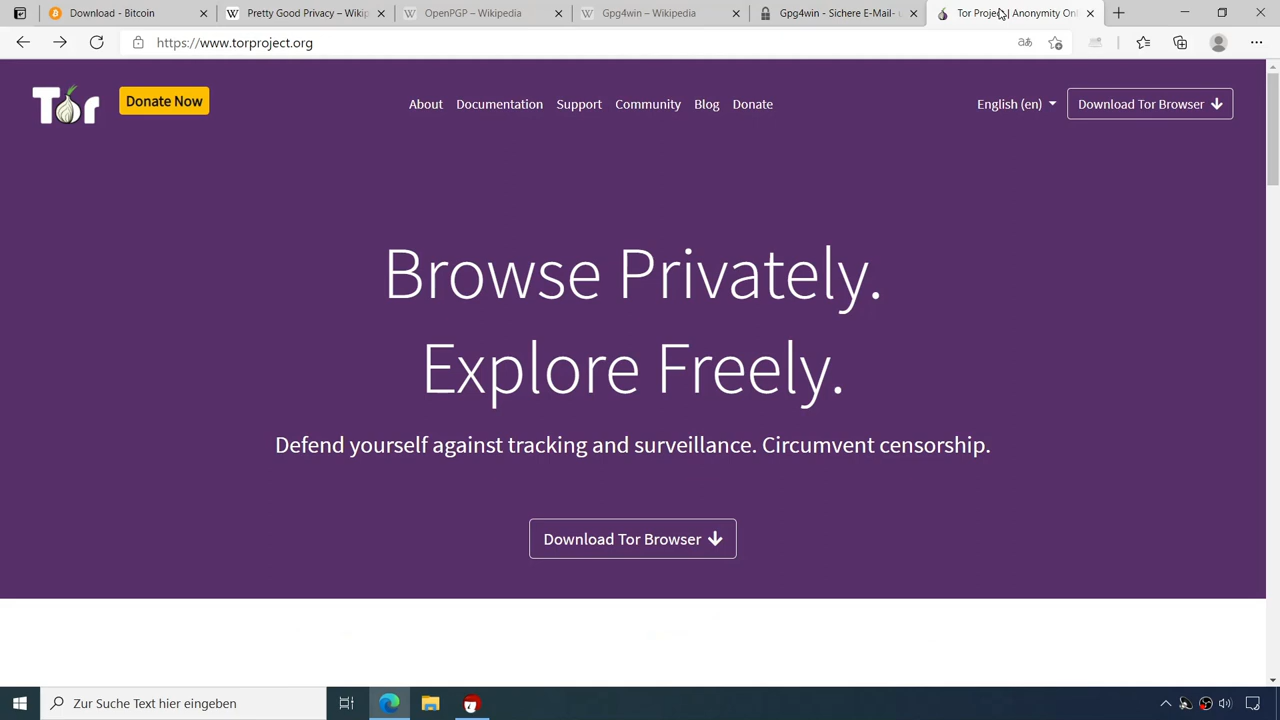 Download - Bitcoin
Pretty Good Privacy – Wikip
OpenPGP – Wikipedia
Gpg4win – Wikipedia
Gpg4win - Sichere E-Mail-
Tor Project | Anonymity Onl
https://www.torproject.org
Tor
Donate Now
About
Documentation
Support
Community
Blog
Donate
English (en)
Download Tor Browser
Browse Privately.
Explore Freely.
Defend yourself against tracking and surveillance. Circumvent censorship.
Download Tor Browser
Zur Suche Text hier eingeben